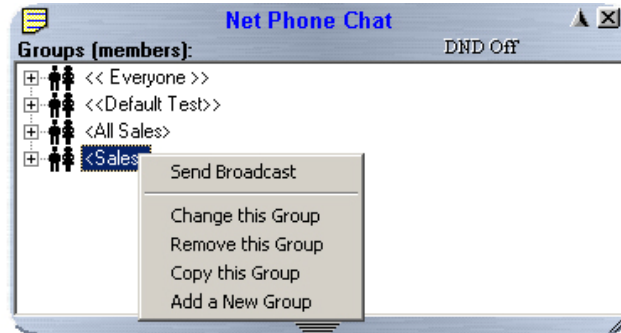 Net Phone Chat
Groups (members):
DND Off
<< Everyone >>
<<Default Test>>
<All Sales>
<Sales
Send Broadcast
Change this Group
Remove this Group
Copy this Group
Add a New Group